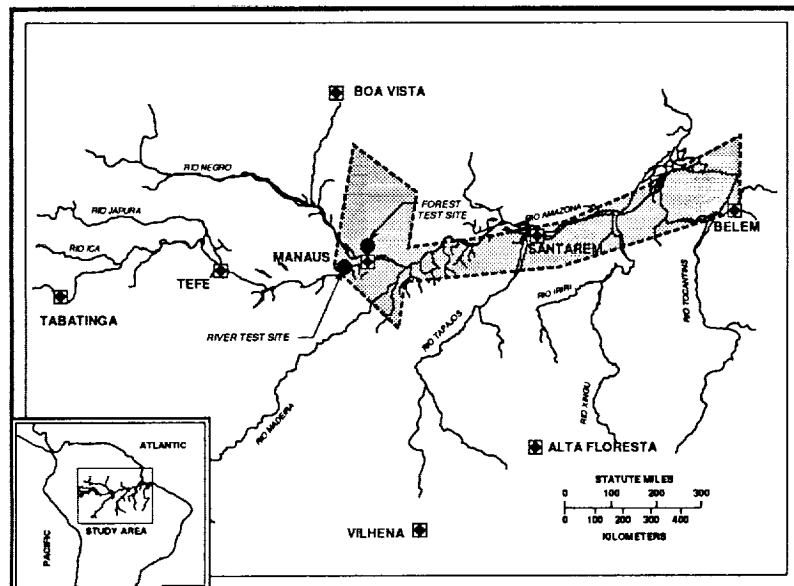 BOA VISTA
RIO NEGRO
FOREST
TEST SITE
RIO JAPURA
RIO AMAZONA
RIO ICA
MANAUS
SANTAREM
BELEM
TEFE
TABATINGA
RIVER TEST SITE
RIO IRIRI
RIO TOCANTINS
RIO TAPAJOS
RIO MADEIRA
RIO XINGU
ALTA FLORESTA
STATUTE MILES
0 100 200 300
0 100 200 300 400
KILOMETERS
VILHENA
ATLANTIC
STUDY AREA
PACIFIC